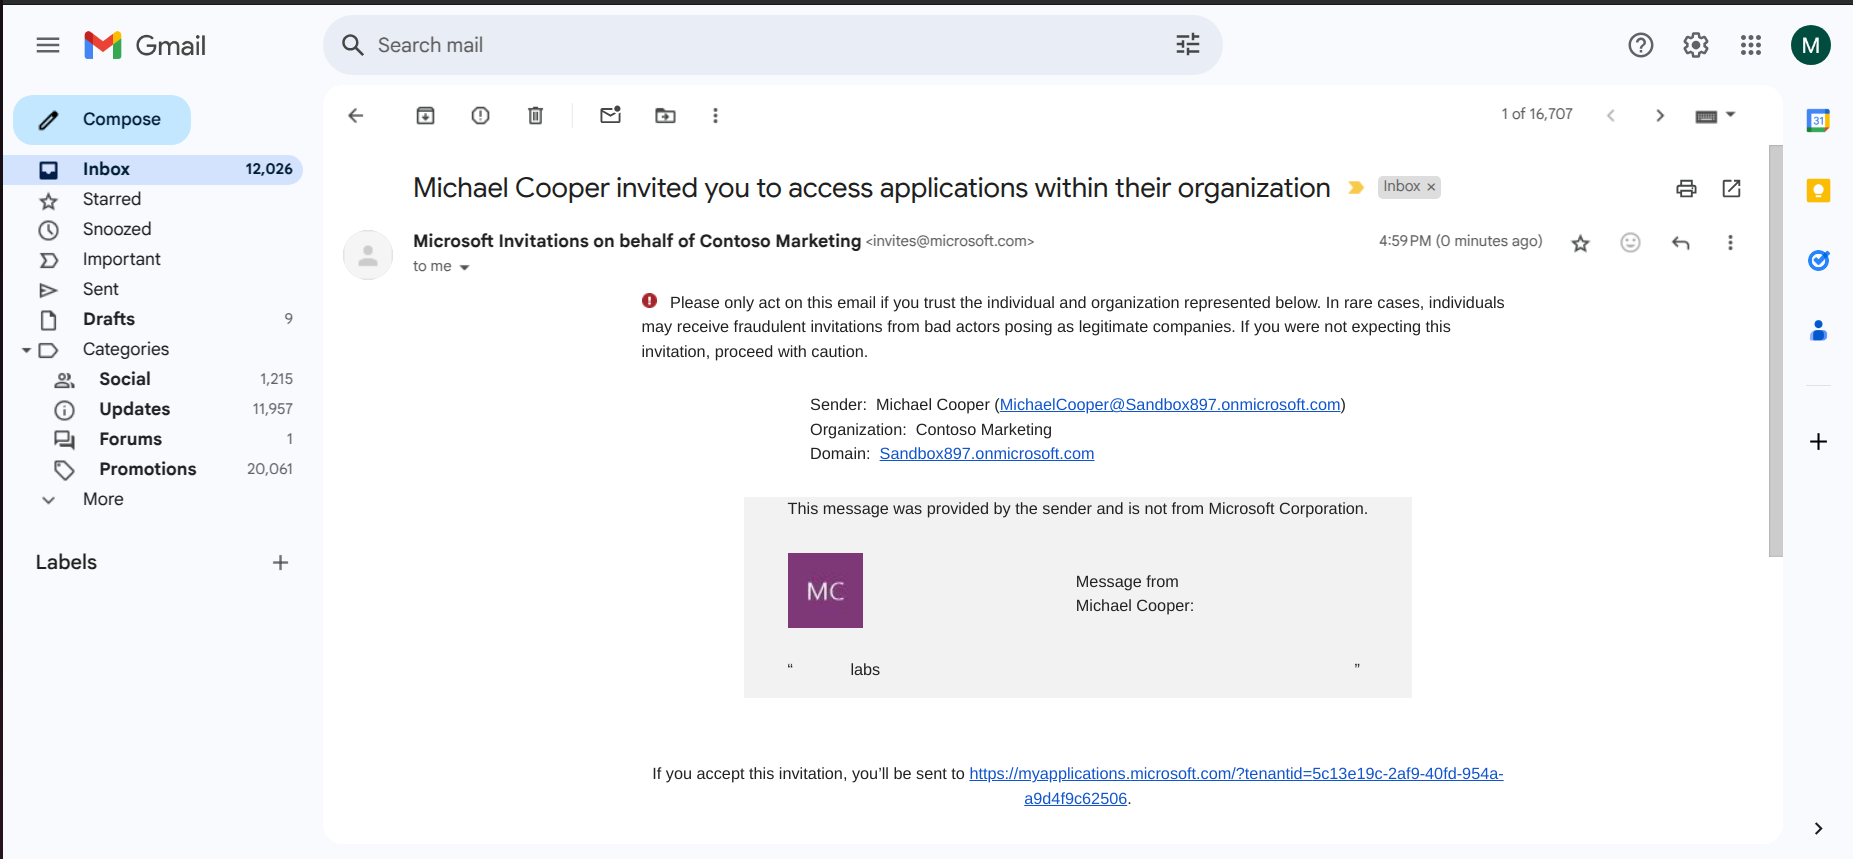 Gmail
Search mail
M
Compose
1 of 16,707
31
Inbox 12,026
Starred
Snoozed
Important
Sent
Drafts 9
Categories
Social 1,215
Updates 11,957
Forums 1
Promotions 20,061
More
Labels
Michael Cooper invited you to access applications within their organization
Inbox ×
Microsoft Invitations on behalf of Contoso Marketing <invites@microsoft.com>
4:59 PM (0 minutes ago)
to me
Please only act on this email if you trust the individual and organization represented below. In rare cases, individuals
may receive fraudulent invitations from bad actors posing as legitimate companies. If you were not expecting this
invitation, proceed with caution.
Sender: Michael Cooper (MichaelCooper@Sandbox897.onmicrosoft.com)
Organization: Contoso Marketing
Domain: Sandbox897.onmicrosoft.com
This message was provided by the sender and is not from Microsoft Corporation.
MC
Message from
Michael Cooper:
“ labs ”
If you accept this invitation, you’ll be sent to https://myapplications.microsoft.com/?tenantid=5c13e19c-2af9-40fd-954a-
a9d4f9c62506.